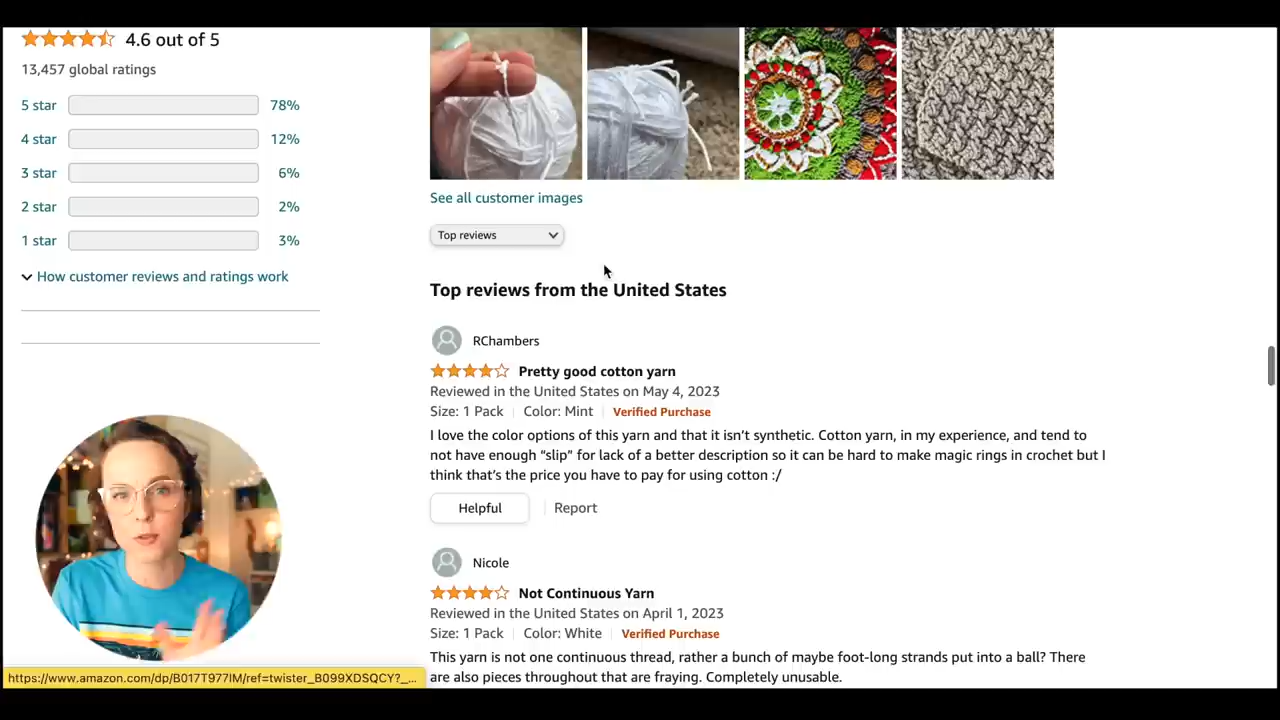 4.6 out of 5
13,457 global ratings
5 star 78%
4 star 12%
3 star 6%
2 star 2%
1 star 3%
How customer reviews and ratings work
See all customer images
Top reviews
Top reviews from the United States
RChambers
Pretty good cotton yarn
Reviewed in the United States on May 4, 2023
Size: 1 Pack | Color: Mint | Verified Purchase
I love the color options of this yarn and that it isn’t synthetic. Cotton yarn, in my experience, and tend to
not have enough “slip” for lack of a better description so it can be hard to make magic rings in crochet but I
think that’s the price you have to pay for using cotton :/
Helpful | Report
Nicole
Not Continuous Yarn
Reviewed in the United States on April 1, 2023
Size: 1 Pack | Color: White | Verified Purchase
This yarn is not one continuous thread, rather a bunch of maybe foot-long strands put into a ball? There
are also pieces throughout that are fraying. Completely unusable.
https://www.amazon.com/dp/B017T977IM/ref=twister_B099XDSQCY?_...